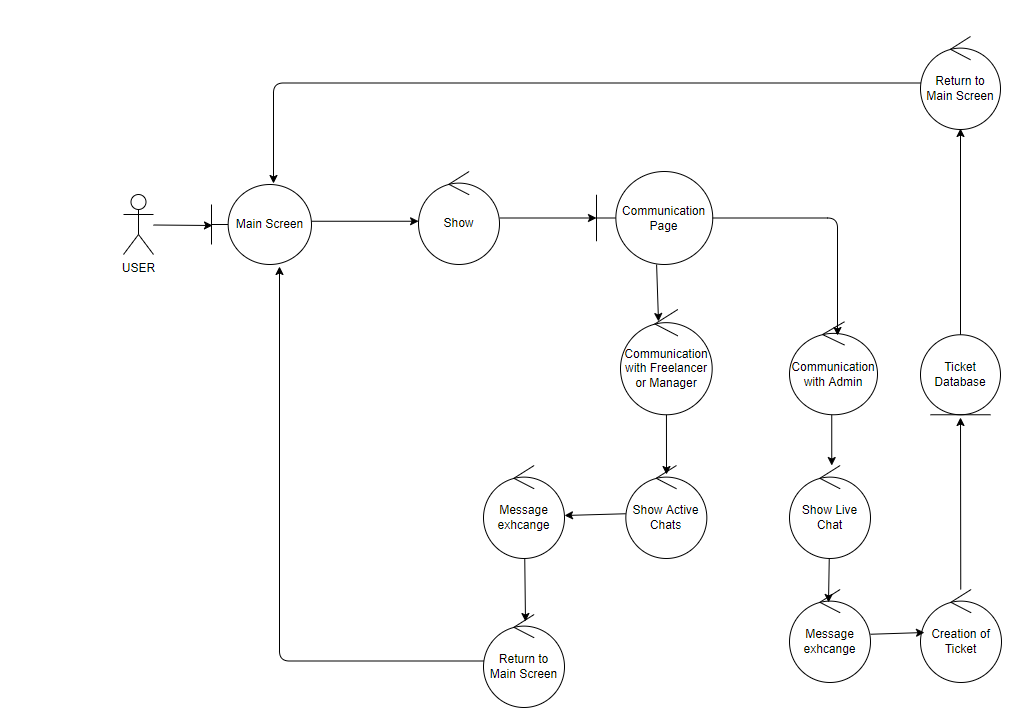 Return to
Main Screen
USER
Main Screen
Show
Communication
Page
Communication
with Freelancer
or Manager
Communication
with Admin
Ticket
Database
Message
exhcange
Show Active
Chats
Show Live
Chat
Return to
Main Screen
Message
exhcange
Creation of
Ticket